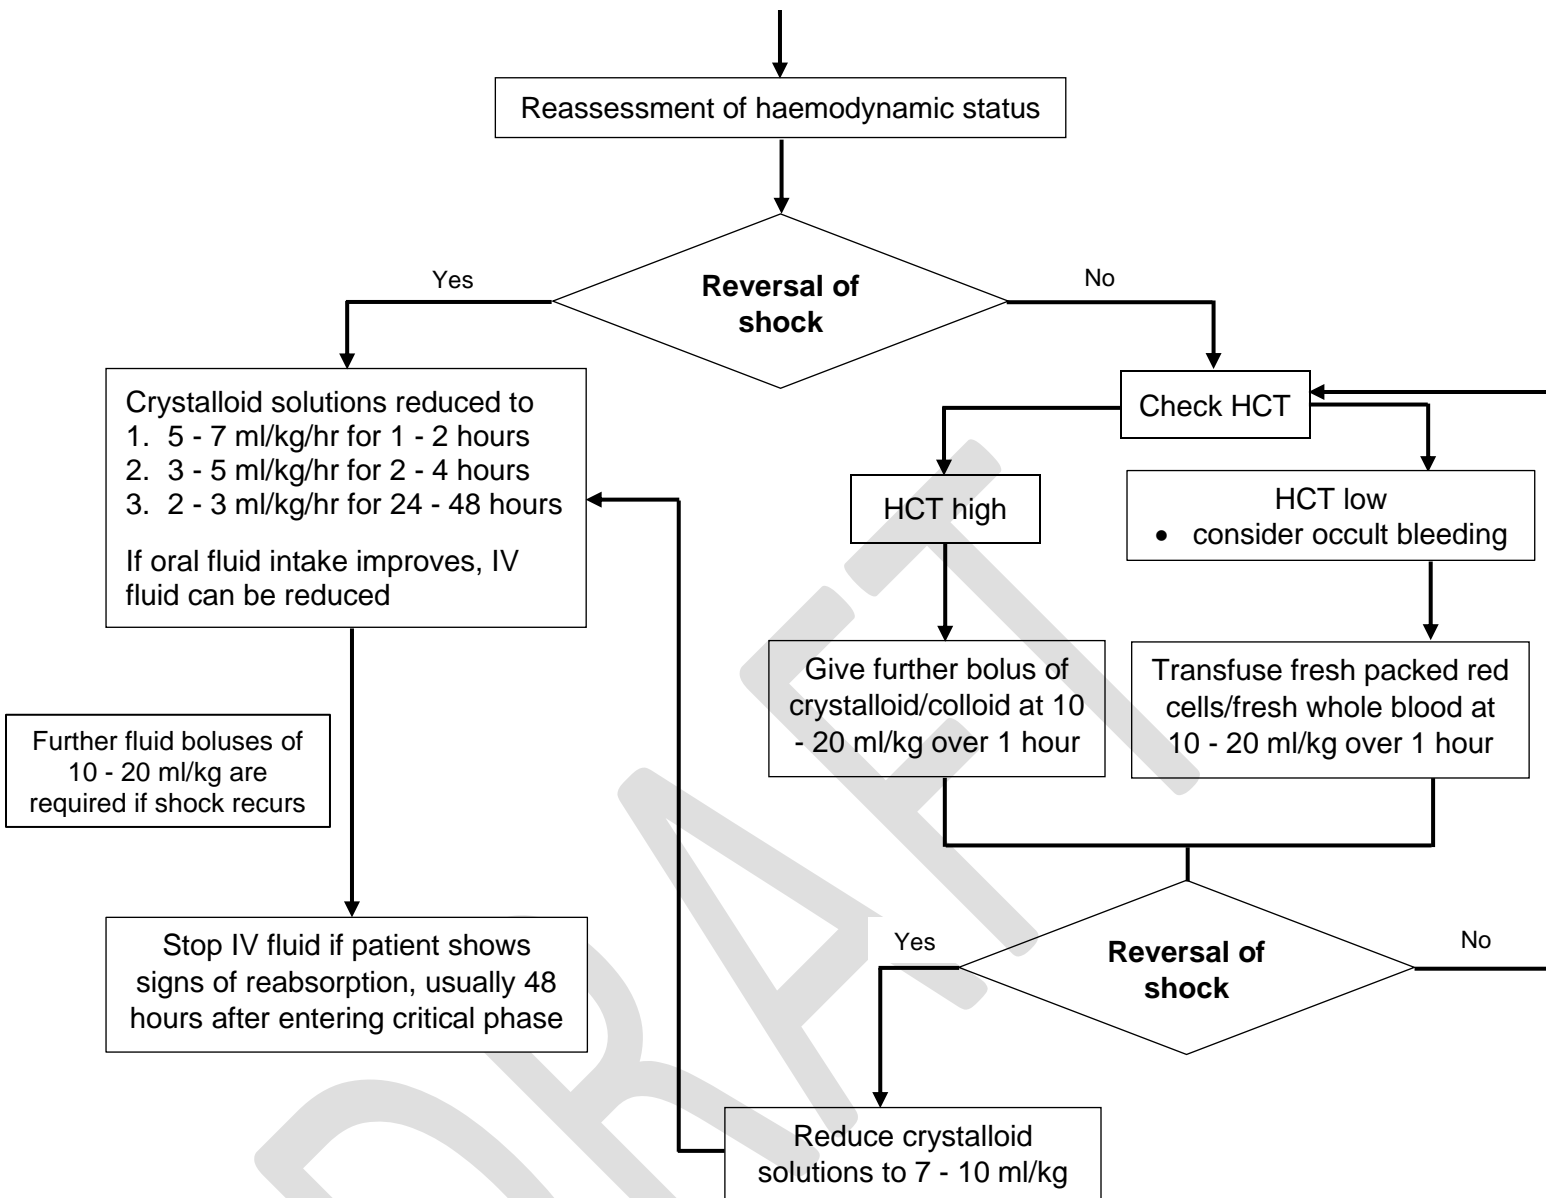 Reassessment of haemodynamic status
Reversal of
shock
Yes
No
Crystalloid solutions reduced to
1. 5 - 7 ml/kg/hr for 1 - 2 hours
2. 3 - 5 ml/kg/hr for 2 - 4 hours
3. 2 - 3 ml/kg/hr for 24 - 48 hours
If oral fluid intake improves, IV
fluid can be reduced
Check HCT
HCT high
HCT low
• consider occult bleeding
Give further bolus of
crystalloid/colloid at 10
- 20 ml/kg over 1 hour
Transfuse fresh packed red
cells/fresh whole blood at
10 - 20 ml/kg over 1 hour
Further fluid boluses of
10 - 20 ml/kg are
required if shock recurs
Stop IV fluid if patient shows
signs of reabsorption, usually 48
hours after entering critical phase
Yes
Reversal of
shock
No
Reduce crystalloid
solutions to 7 - 10 ml/kg
DRAFT